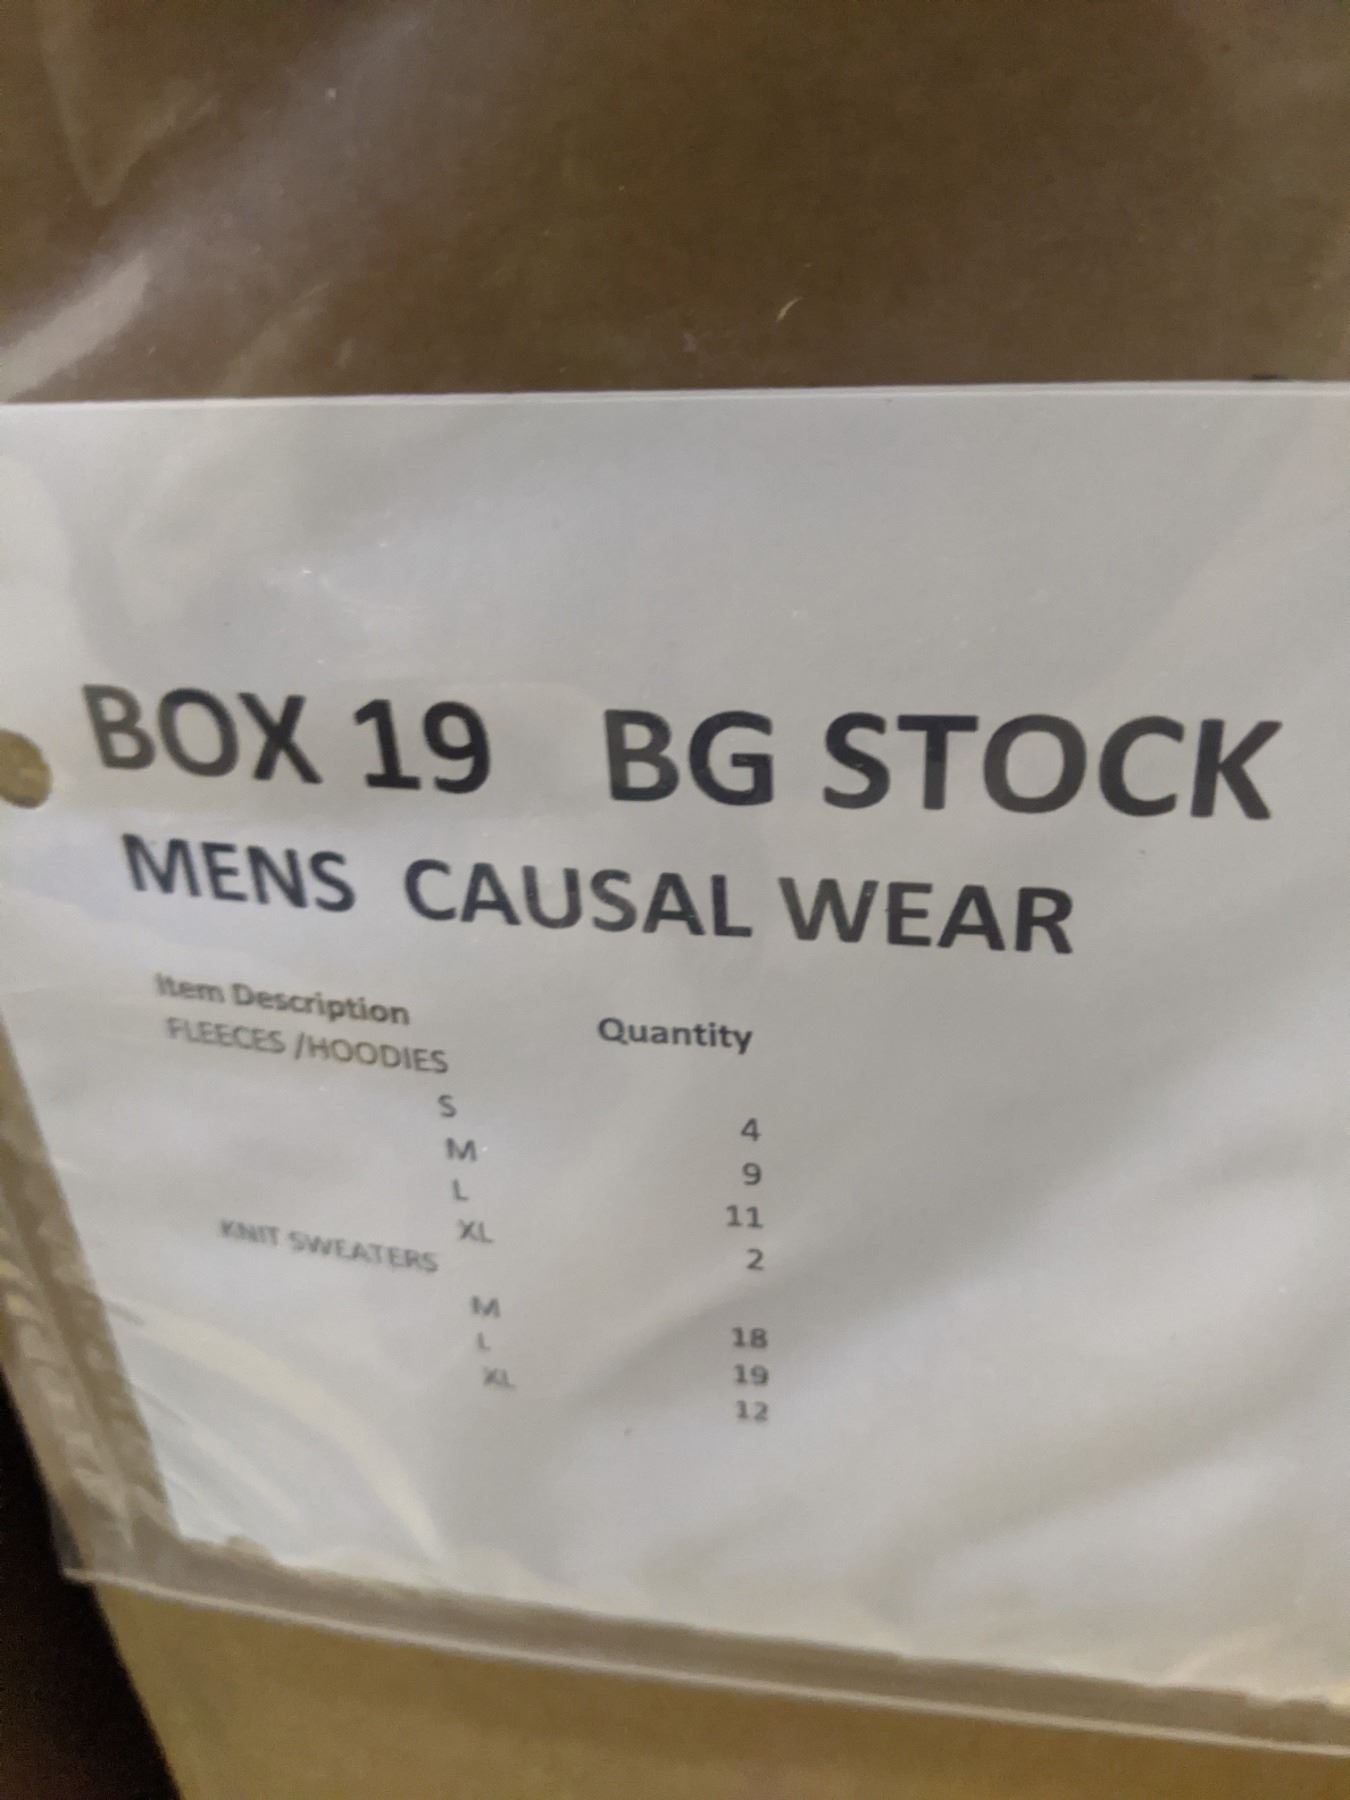 BOX 19 BG STOCK
MENS CAUSAL WEAR
Item Description Quantity
FLEECES /HOODIES
S 4
M 9
L 11
XL 2
KNIT SWEATERS
M 18
L 19
XL 12